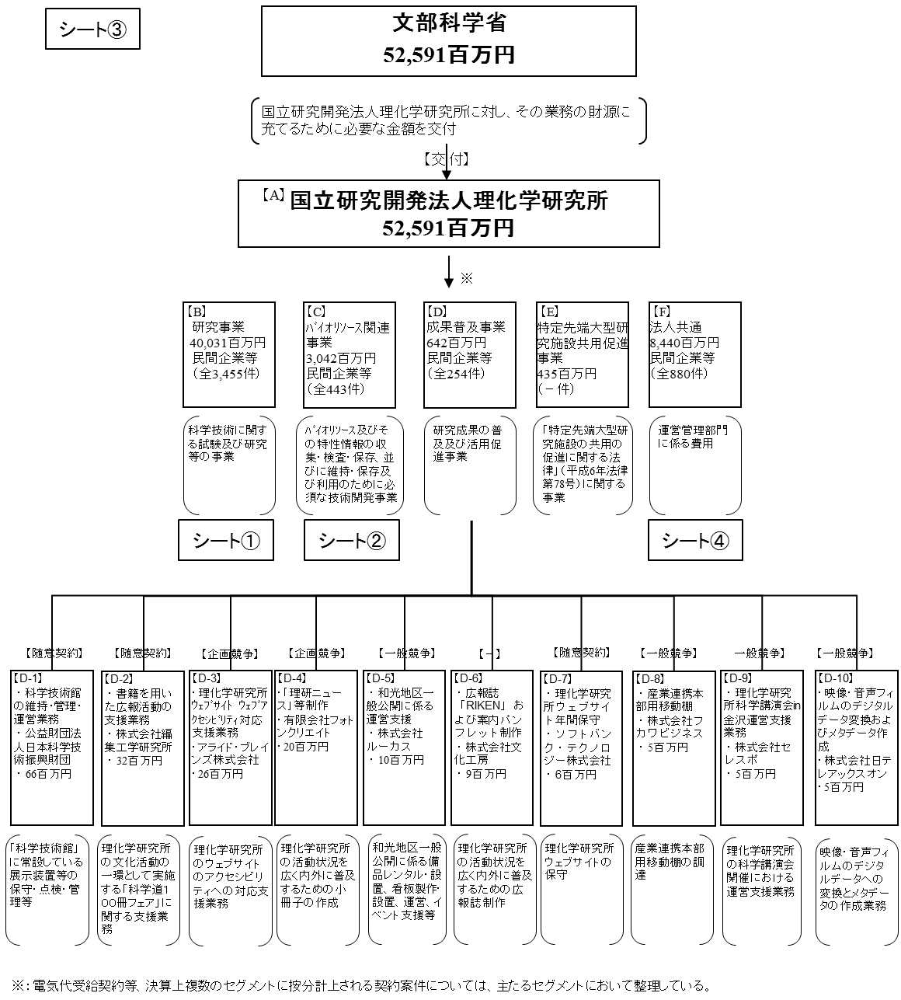 シート③
文部科学省
52,591百万円
国立研究開発法人理化学研究所に対し、その業務の財源に
充てるために必要な金額を交付
【交付】
【A】国立研究開発法人理化学研究所
52,591百万円
※
【B】
研究事業
40,031百万円
民間企業等
（全3,455件）
【C】
ﾊﾞｲｵﾘｿｰｽ関連
事業
3,042百万円
民間企業等
（全443件）
【D】
成果普及事業
642百万円
民間企業等
（全254件）
【E】
特定先端大型研
究施設共用促進
事業
435百万円
（－件）
【F】
法人共通
8,440百万円
民間企業等
（全880件）
科学技術に関す
る試験及び研究
等の事業
ﾊﾞｲｵﾘｿｰｽ及びそ
の特性情報の収
集・検査・保存、並
びに維持・保存及
び利用のために必
須な技術開発事業
研究成果の普
及及び活用促
進事業
「特定先端大型研
究施設の共用の
促進に関する法
律」（平成6年法律
第78号）に関する
事業
運営管理部門
に係る費用
シート①
シート②
シート④
【随意契約】
【随意契約】
【企画競争】
【企画競争】
【一般競争】
【－】
【随意契約】
【一般競争】
一般競争】
【一般競争】
【D-1】
・科学技術館
の維持・管理・
運営業務
・公益財団法
人日本科学技
術振興財団
・66百万円
【D-2】
・書籍を用い
た広報活動の
支援業務
・株式会社編
集工学研究所
・32百万円
【D-3】
・理化学研究所
ｳｪﾌﾞｻｲﾄ ｳｪﾌﾞｱ
ｸｾｼﾋﾞﾘﾃｨ対応
支援業務
・アライド・ブレイ
ンズ株式会社
・26百万円
【D-4】
・「理研ニュー
ス」等制作
・有限会社フォト
ンクリエイト
・20百万円
【D-5】
・和光地区一
般公開に係る
運営支援
・株式会社
ルーカス
・10百万円
【D-6】
・広報誌
「RIKEN」お
よび案内パン
フレット制作
・株式会社文
化工房
・9百万円
【D-7】
・理化学研究
所ウェブサイ
ト年間保守
・ソフトバン
ク・テクノロ
ジー株式会社
・6百万円
【D-8】
・産業連携本
部用移動棚
・株式会社フ
カワビジネス
・5百万円
【D-9】
・理化学研究
所科学講演会in
金沢運営支援
業務
・株式会社セ
レスポ
・5百万円
【D-10】
・映像・音声フィ
ルムのデジタル
データ変換およ
びメタデータ作
成
・株式会社日テ
レアックスオン
・5百万円
「科学技術館」
に常設している
展示装置等の
保守・点検・管
理等
理化学研究所
の文化活動の
一環として実施
する「科学道1
00冊フェア」に
関する支援業
務
理化学研究所
のウェブサイト
のアクセシビリ
ティへの対応支
援業務
理化学研究所
の活動状況を
広く内外に普及
するための小
冊子の作成
和光地区一般
公開に係る備
品レンタル・設
置、看板製作・
設置、運営、イ
ベント支援等
理化学研究所
の活動状況を
広く内外に普及
するための広
報誌制作
理化学研究所
ウェブサイトの
保守
産業連携本部
用移動棚の調
達
理化学研究所
の科学講演会
開催における
運営支援業務
映像・音声フィ
ルムのデジタ
ルデータへの
変換とメタデー
タの作成業務
※：電気代受給契約等、決算上複数のセグメントに按分計上される契約案件については、主たるセグメントにおいて整理している。